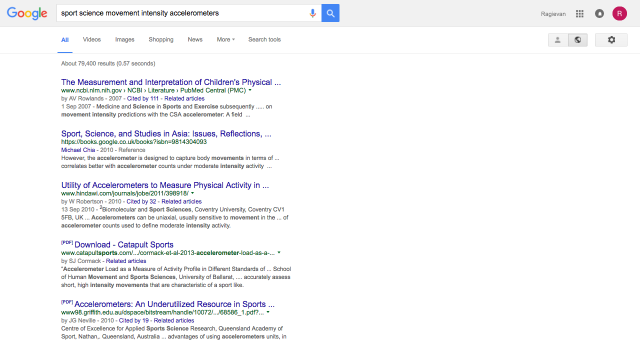 Google
sport science movement intensity accelerometers
Ragiavan
R
All Videos Images Shopping News More Search tools
About 79,400 results (0.57 seconds)
The Measurement and Interpretation of Children's Physical ...
www.ncbi.nlm.nih.gov › NCBI › Literature › PubMed Central (PMC)
by AV Rowlands - 2007 - Cited by 111 - Related articles
1 Sep 2007 - Medicine and Science in Sports and Exercise subsequently ..... on
movement intensity predictions with the CSA accelerometer: A field ...
Sport, Science, and Studies in Asia: Issues, Reflections, ...
https://books.google.co.uk/books?isbn=9814304093
Michael Chia - 2010 - Reference
However, the accelerometer is designed to capture body movements in terms of ...
correlates better with accelerometer counts under moderate intensity activity ...
Utility of Accelerometers to Measure Physical Activity in ...
www.hindawi.com/journals/jobe/2011/398918/
by W Robertson - 2010 - Cited by 32 - Related articles
13 Sep 2010 - ²Biomolecular and Sport Sciences, Coventry University, Coventry CV1
5FB, UK ... Accelerometers can be uniaxial, usually sensitive to movement in the ... of
accelerometer counts used to define moderate intensity activity.
[PDF] Download - Catapult Sports
www.catapultsports.com/.../cormack-et-al-2013-accelerometer-load-as-a-...
by SJ Cormack - Related articles
"Accelerometer Load as a Measure of Activity Profile in Different Standards of ... School
of Human Movement and Sports Sciences, University of Ballarat, .... accurately assess
short, high intensity movements that are characteristic of a sport like.
[PDF] Accelerometers: An Underutilized Resource in Sports ...
www98.griffith.edu.au/dspace/bitstream/handle/10072/.../68586_1.pdf?...
by JG Neville - 2010 - Cited by 19 - Related articles
Centre of Excellence for Applied Sports Science Research, Queensland Academy of
Sport, Nathan,. Queensland, Australia ... advantages of using accelerometers units, in